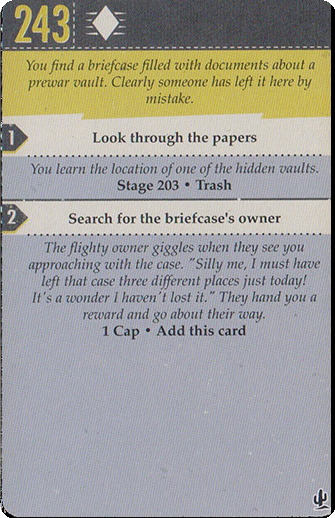 243
You find a briefcase filled with documents about a
prewar vault. Clearly someone has left it here by
mistake.
1
Look through the papers
You learn the location of one of the hidden vaults.
Stage 203 • Trash
2
Search for the briefcase's owner
The flighty owner giggles when they see you
approaching with the case. "Silly me, I must have
left that case three different places just today!
It's a wonder I haven't lost it." They hand you a
reward and go about their way.
1 Cap • Add this card